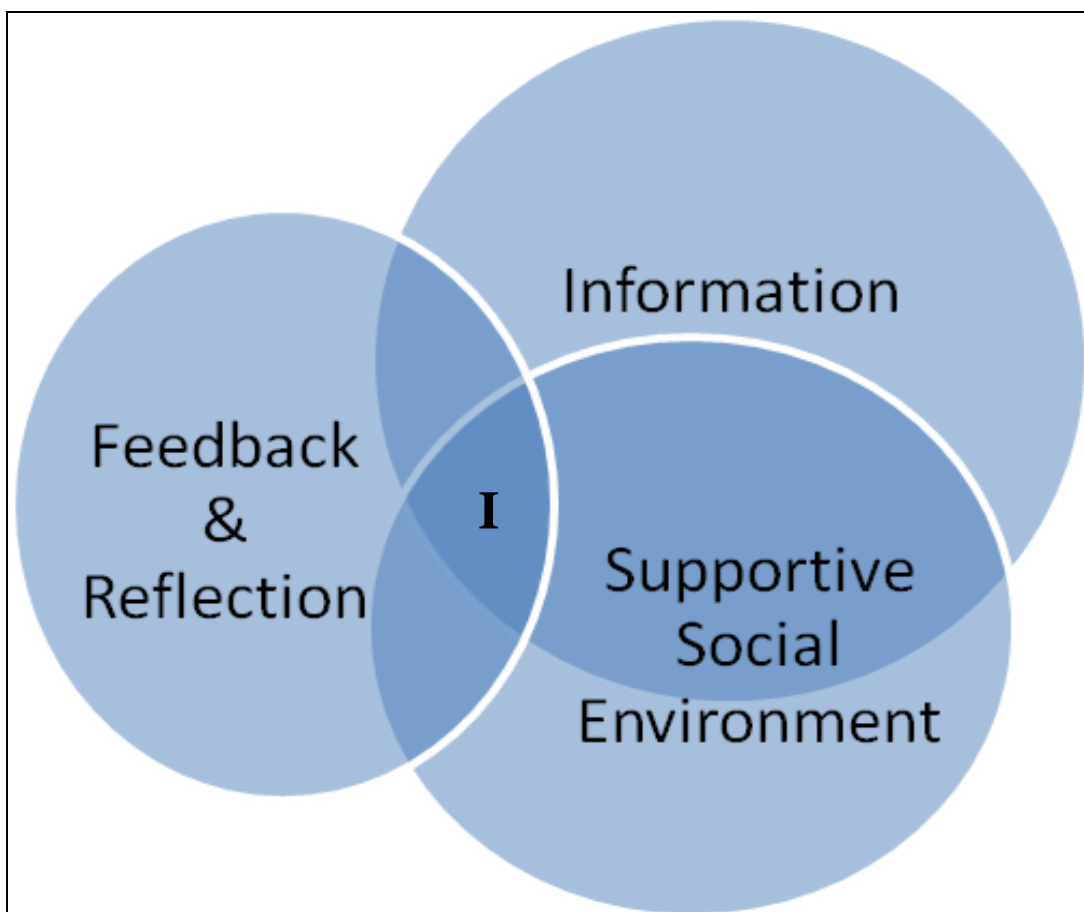 Information
Feedback
&
Reflection
I
Supportive
Social
Environment